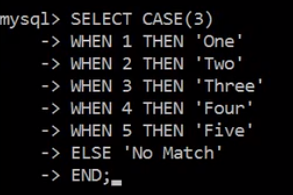 mysql> SELECT CASE(3)
-> WHEN 1 THEN 'One'
-> WHEN 2 THEN 'Two'
-> WHEN 3 THEN 'Three'
-> WHEN 4 THEN 'Four'
-> WHEN 5 THEN 'Five'
-> ELSE 'No Match'
-> END;